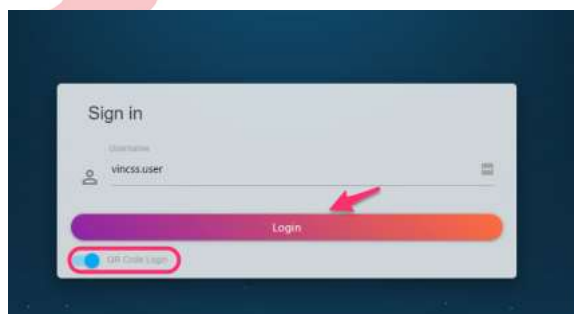 Sign in
Username
vincss.user
Login
QR Code Login